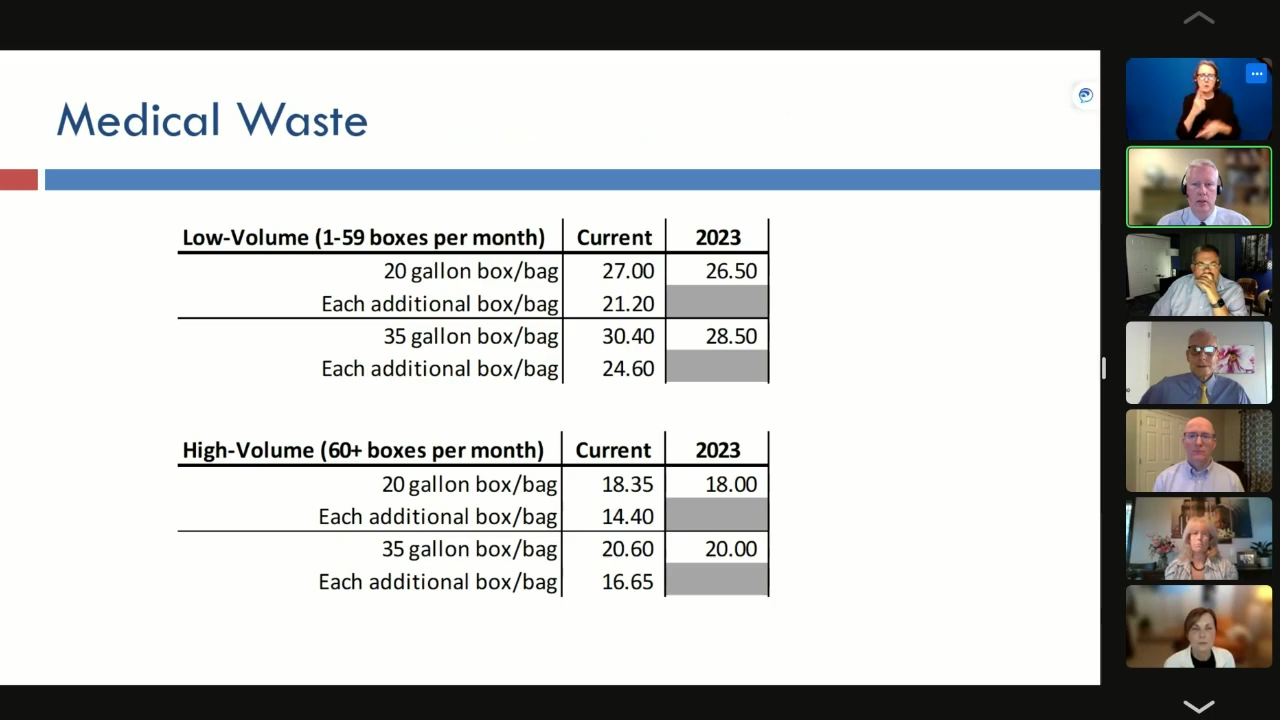 Medical Waste
Low-Volume (1-59 boxes per month) Current 2023
20 gallon box/bag 27.00 26.50
Each additional box/bag 21.20
35 gallon box/bag 30.40 28.50
Each additional box/bag 24.60
High-Volume (60+ boxes per month) Current 2023
20 gallon box/bag 18.35 18.00
Each additional box/bag 14.40
35 gallon box/bag 20.60 20.00
Each additional box/bag 16.65